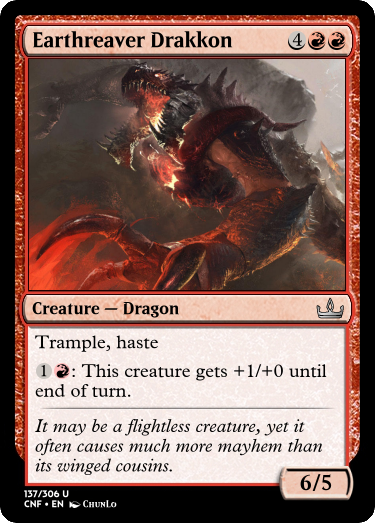 Earthreaver Drakkon 4
Creature — Dragon
Trample, haste
1: This creature gets +1/+0 until
end of turn.
It may be a flightless creature, yet it
often causes much more mayhem than
its winged cousins.
6/5
137/306 U
CNF • EN ChunLo